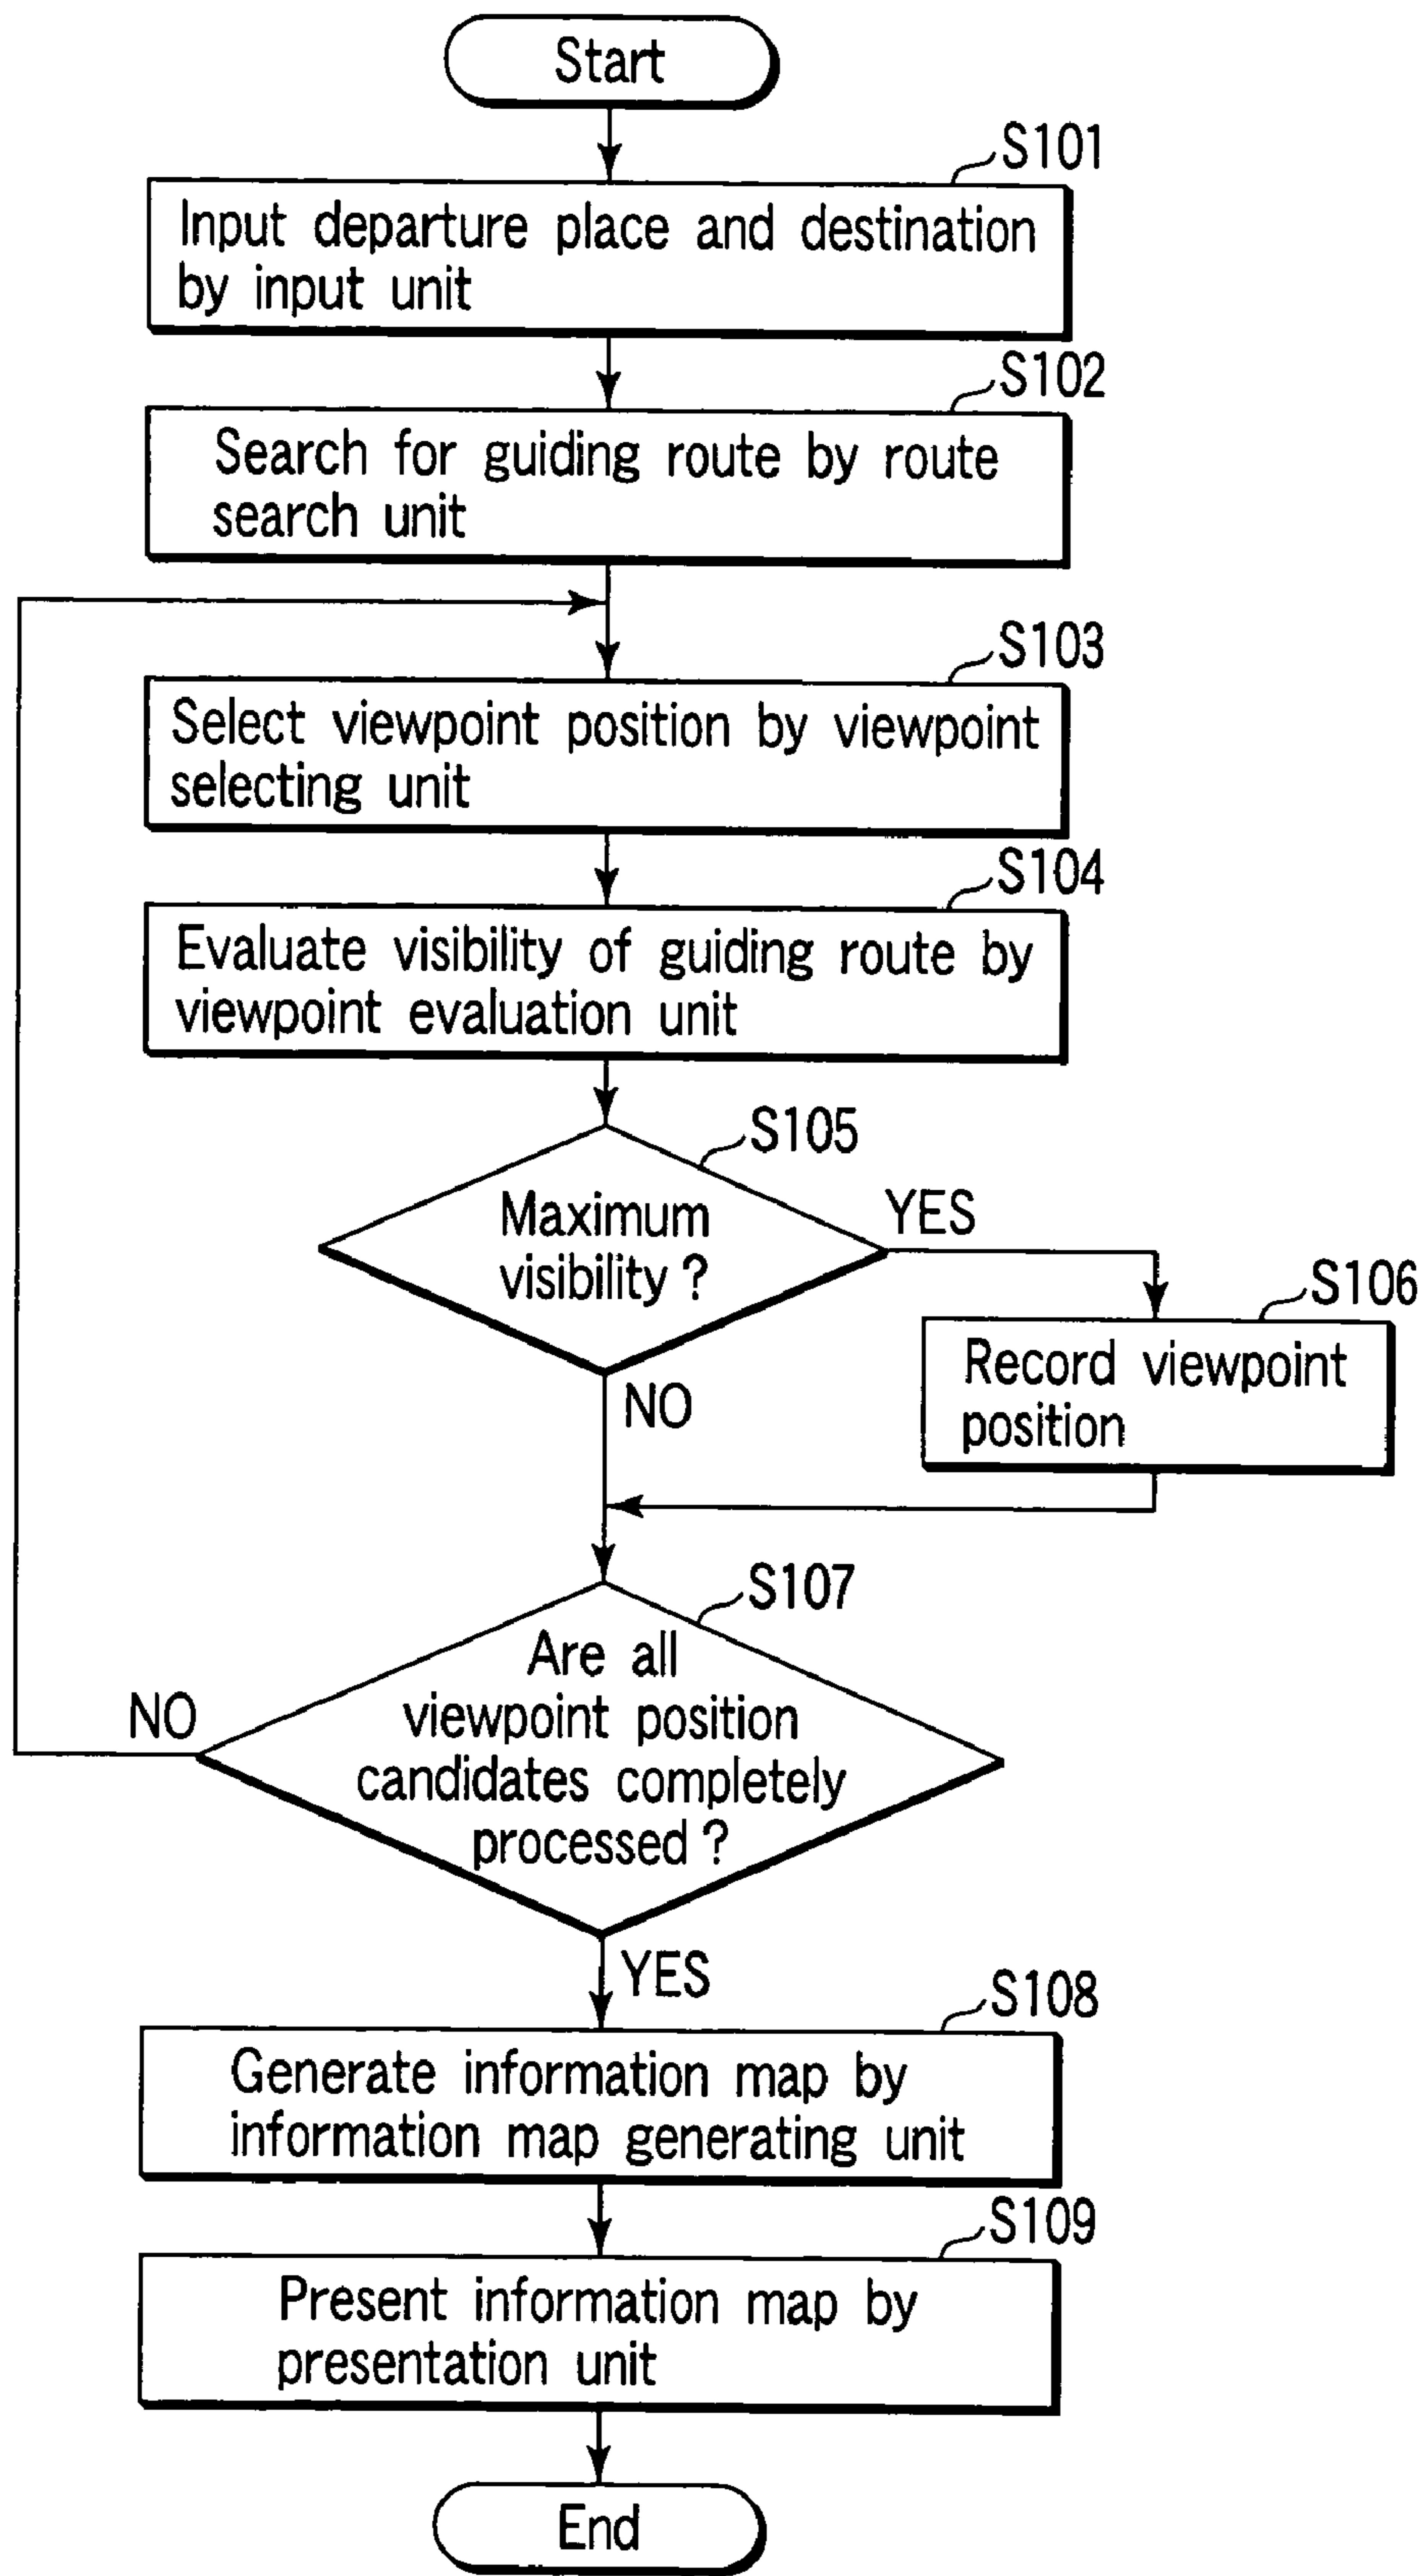 Start
S101
Input departure place and destination
by input unit
S102
Search for guiding route by route
search unit
S103
Select viewpoint position by viewpoint
selecting unit
S104
Evaluate visibility of guiding route by
viewpoint evaluation unit
S105
Maximum
visibility ?
YES
S106
Record viewpoint
position
NO
S107
Are all
viewpoint position
candidates completely
processed ?
NO
YES
S108
Generate information map by
information map generating unit
S109
Present information map by
presentation unit
End